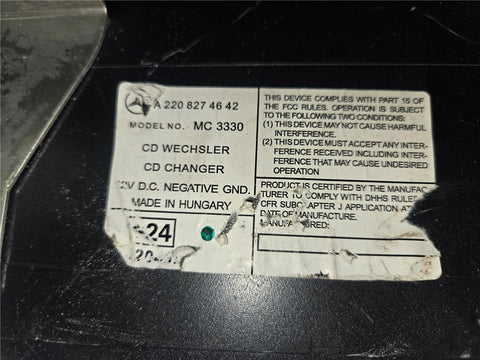 A 220 827 46 42
MODEL NO. MC 3330
CD WECHSLER
CD CHANGER
12V D.C. NEGATIVE GND.
MADE IN HUNGARY
24
THIS DEVICE COMPLIES WITH PART 15 OF
THE FCC RULES. OPERATION IS SUBJECT
TO THE FOLLOWING TWO CONDITIONS:
(1) THIS DEVICE MAY NOT CAUSE HARMFUL
INTERFERENCE.
(2) THIS DEVICE MUST ACCEPT ANY INTER-
FERENCE RECEIVED INCLUDING INTER-
FERENCE THAT MAY CAUSE UNDESIRED
OPERATION
PRODUCT IS CERTIFIED BY THE MANUFAC-
TURER TO COMPLY WITH DHHS RULES
CFR SUBCHAPTER J APPLICATION AT
DATE OF MANUFACTURE.
MANUFACTURED: